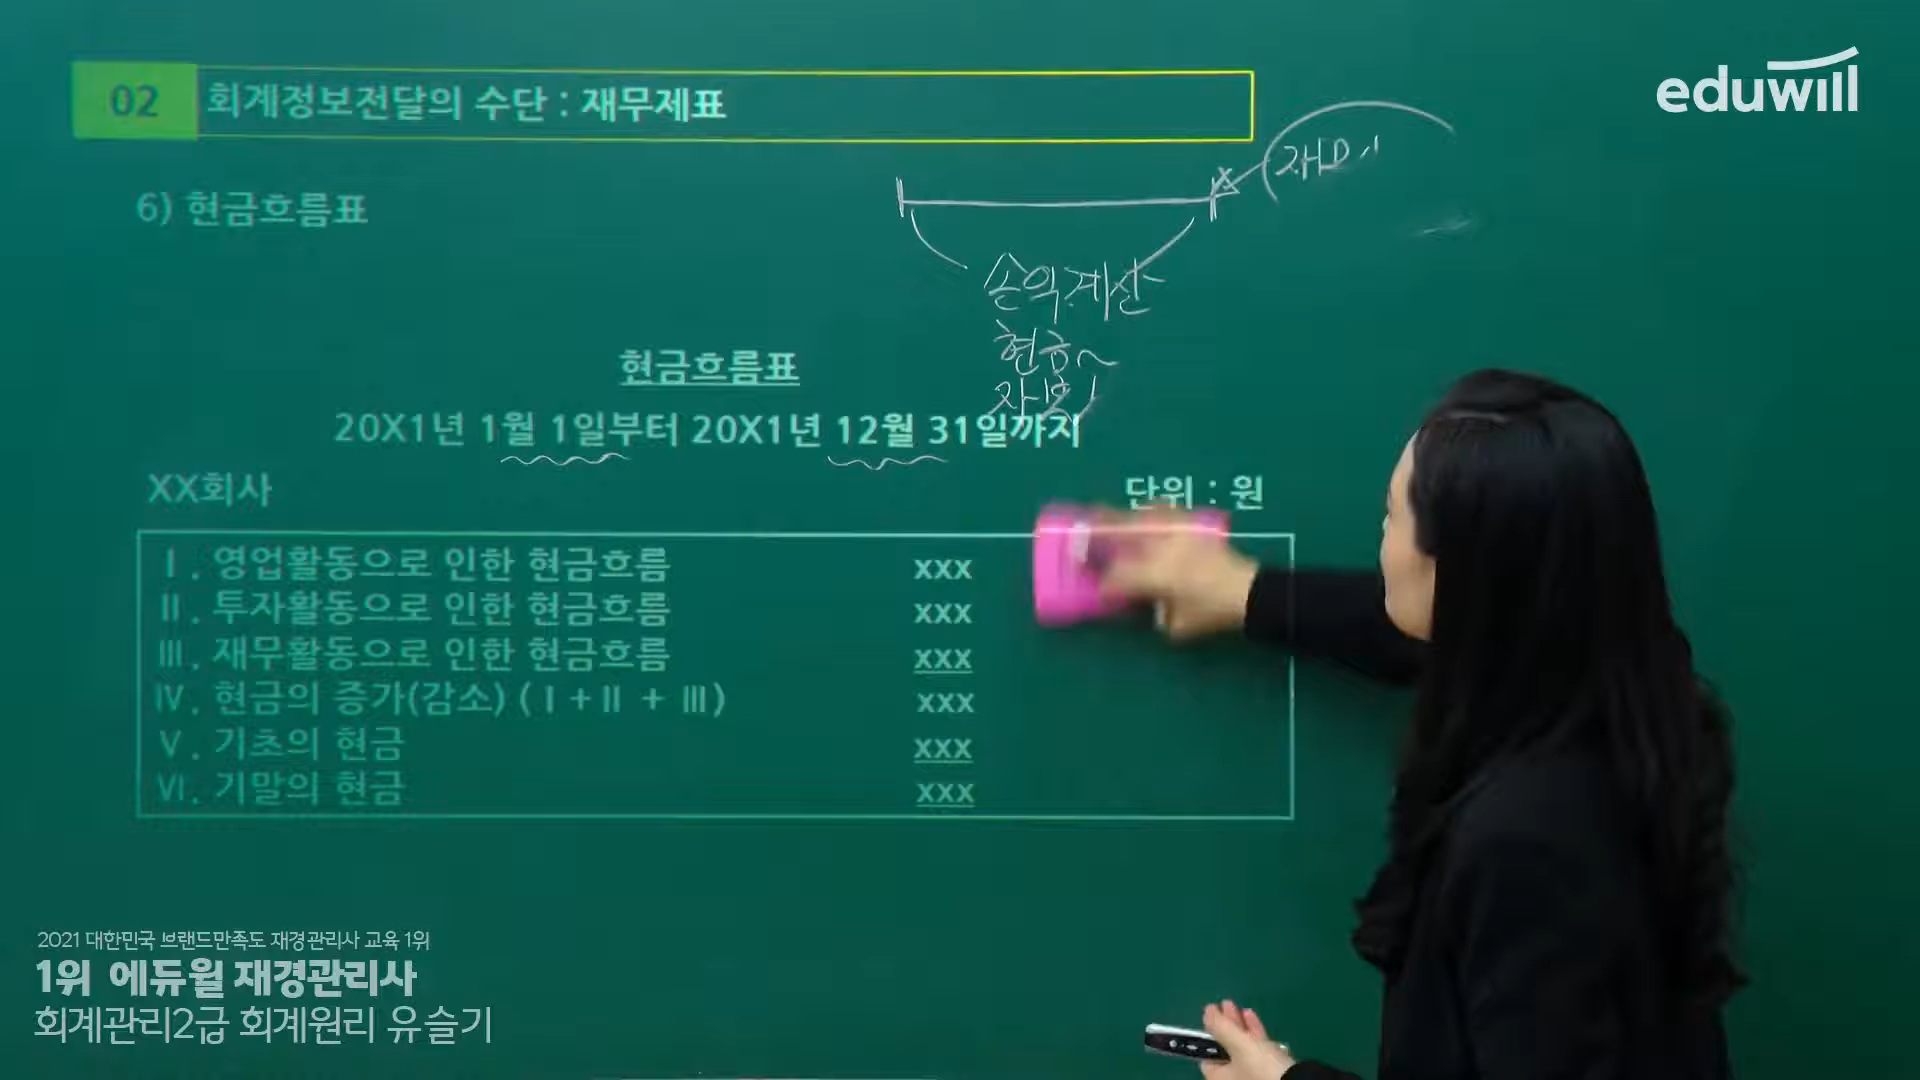 02 회계정보전달의 수단 : 재무제표
eduwill
6) 현금흐름표
재무
손익계산
현금~
자본
현금흐름표
20X1년 1월 1일부터 20X1년 12월 31일까지
XX회사
단위 : 원
Ⅰ. 영업활동으로 인한 현금흐름 xxx
Ⅱ. 투자활동으로 인한 현금흐름 xxx
Ⅲ. 재무활동으로 인한 현금흐름 xxx
Ⅳ. 현금의 증가(감소) (Ⅰ+Ⅱ + Ⅲ) xxx
Ⅴ. 기초의 현금 xxx
Ⅵ. 기말의 현금 xxx
2021 대한민국 브랜드만족도 재경관리사 교육 1위
1위 에듀윌 재경관리사
회계관리2급 회계원리 유슬기